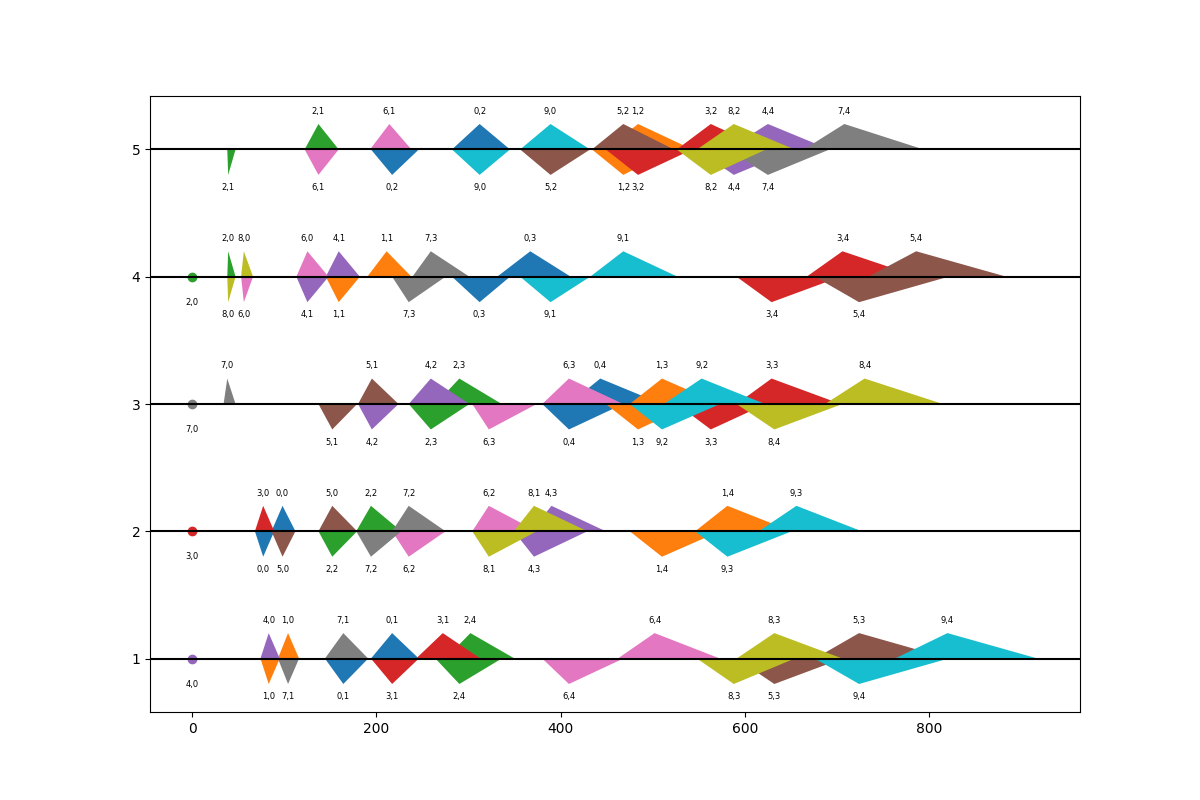 2,1 6,1 0,2 9,0 5,2 1,2 3,2 8,2 4,4 7,4
5
2,1 6,1 0,2 9,0 5,2 1,2 3,2 8,2 4,4 7,4
2,0 8,0 6,0 4,1 1,1 7,3 0,3 9,1 3,4 5,4
4
2,0 8,0 6,0 4,1 1,1 7,3 0,3 9,1 3,4 5,4
7,0 5,1 4,2 2,3 6,3 0,4 1,3 9,2 3,3 8,4
3
7,0 5,1 4,2 2,3 6,3 0,4 1,3 9,2 3,3 8,4
3,0 0,0 5,0 2,2 7,2 6,2 8,1 4,3 1,4 9,3
2
3,0 0,0 5,0 2,2 7,2 6,2 8,1 4,3 1,4 9,3
4,0 1,0 7,1 0,1 3,1 2,4 6,4 8,3 5,3 9,4
1
4,0 1,0 7,1 0,1 3,1 2,4 6,4 8,3 5,3 9,4
0 200 400 600 800